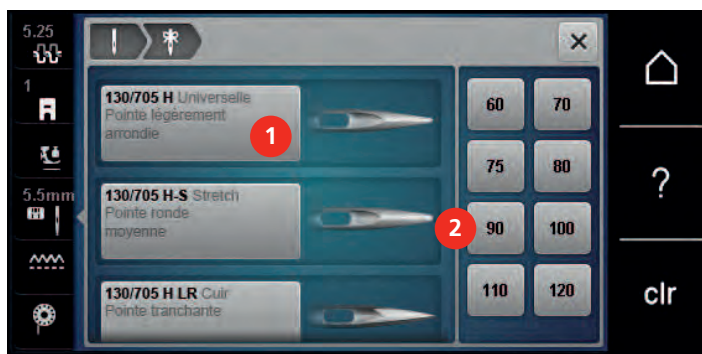 5.25
1
5.5mm
130/705 H Universelle
Pointe légèrement
arrondie
1
130/705 H-S Stretch
Pointe ronde
moyenne
2
130/705 H LR Cuir
Pointe tranchante
60 70
75 80
90 100
110 120
?
clr